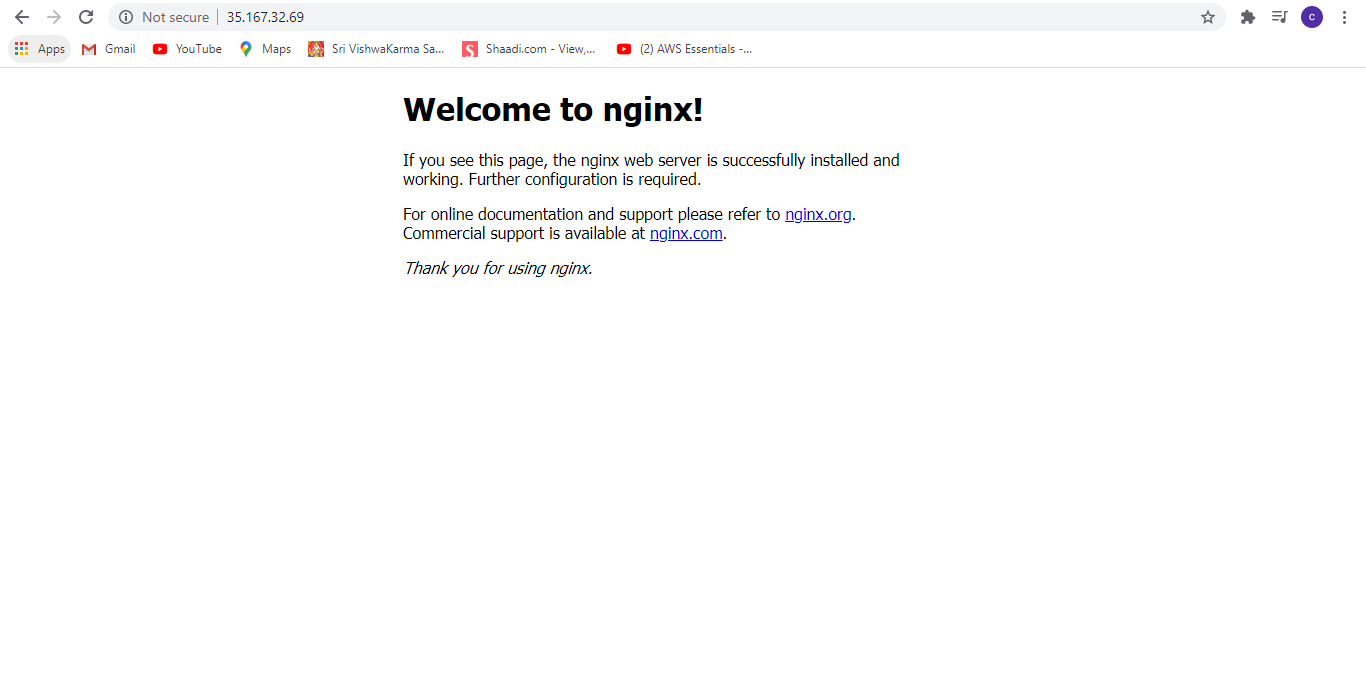 Not secure | 35.167.32.69
C
Apps Gmail YouTube Maps Sri VishwaKarma Sa... S Shaadi.com - View,... (2) AWS Essentials -...
Welcome to nginx!
If you see this page, the nginx web server is successfully installed and
working. Further configuration is required.
For online documentation and support please refer to nginx.org.
Commercial support is available at nginx.com.
Thank you for using nginx.